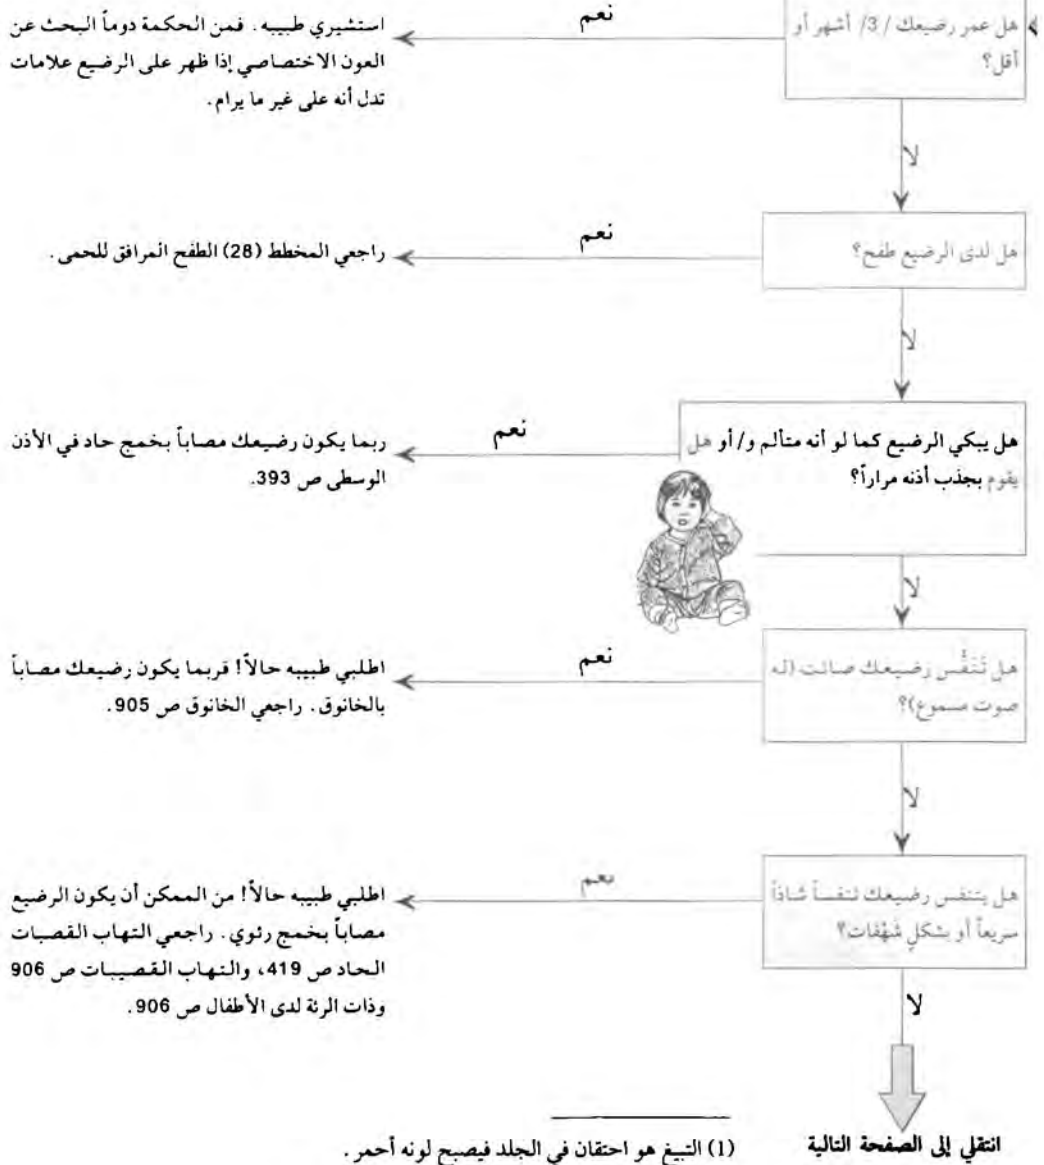 هل عمر رضيعك /3/ أشهر أو
أقل؟
نعم
استشيري طبيبه. فمن الحكمة دوماً البحث عن
العون الاختصاصي إذا ظهر على الرضيع علامات
تدل أنه على غير ما يرام.
لا
هل لدى الرضيع طفح؟
نعم
راجعي المخطط (28) الطفح المرافق للحمى.
لا
هل يبكي الرضيع كما لو أنه متألم و/أو هل
يقوم بجذب أذنه مراراً؟
نعم
ربما يكون رضيعك مصاباً بخمج حاد في الأذن
الوسطى ص 393.
لا
هل تَنَفُّس رضيعك صائت (له
صوت مسموع)؟
نعم
اطلبي طبيبه حالاً! فربما يكون رضيعك مصاباً
بالخانوق. راجعي الخانوق ص 905.
لا
هل يتنفس رضيعك تنفساً شاذاً
سريعاً أو بشكلٍ شَهْقات؟
نعم
اطلبي طبيبه حالاً! من الممكن أن يكون الرضيع
مصاباً بخمج رئوي. راجعي التهاب القصبات
الحاد ص 419، والتهاب القصيبات ص 906
وذات الرئة لدى الأطفال ص 906.
لا
انتقلي إلى الصفحة التالية
(1) التبيغ هو احتقان في الجلد فيصبح لونه أحمر.